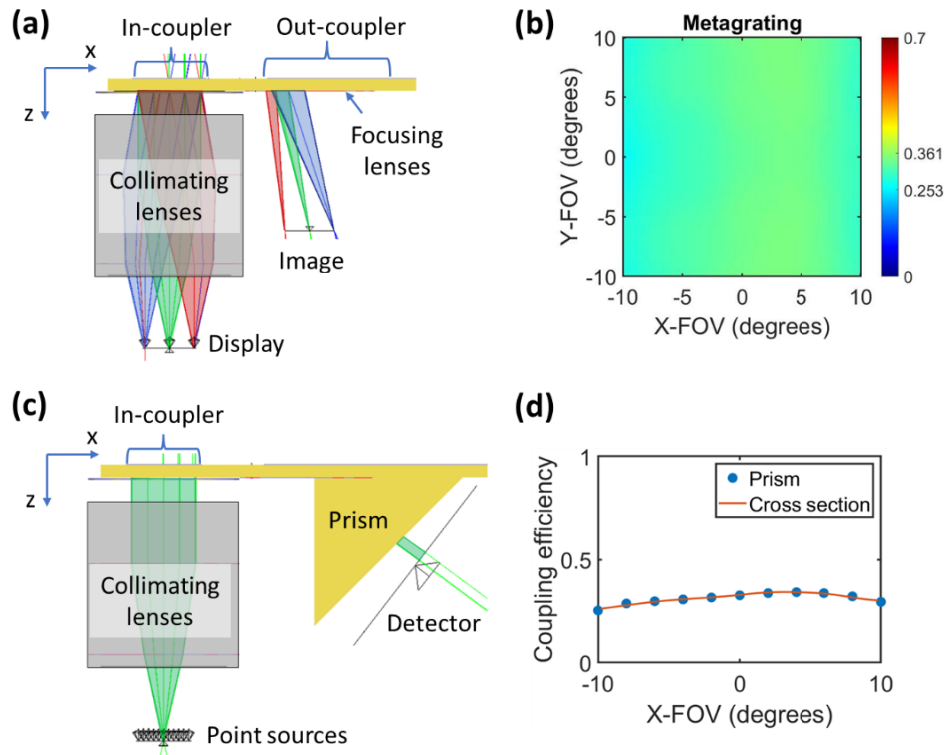 (a)
In-coupler
Out-coupler
x
z
Collimating
lenses
Focusing
lenses
Image
Display
(b)
Metagrating
Y-FOV (degrees)
10
5
0
-5
-10
-10
-5
0
5
10
X-FOV (degrees)
0.7
0.361
0.253
0
(c)
In-coupler
x
z
Collimating
lenses
Prism
Detector
Point sources
(d)
Coupling efficiency
1
0.5
0
Prism
Cross section
-10
0
10
X-FOV (degrees)